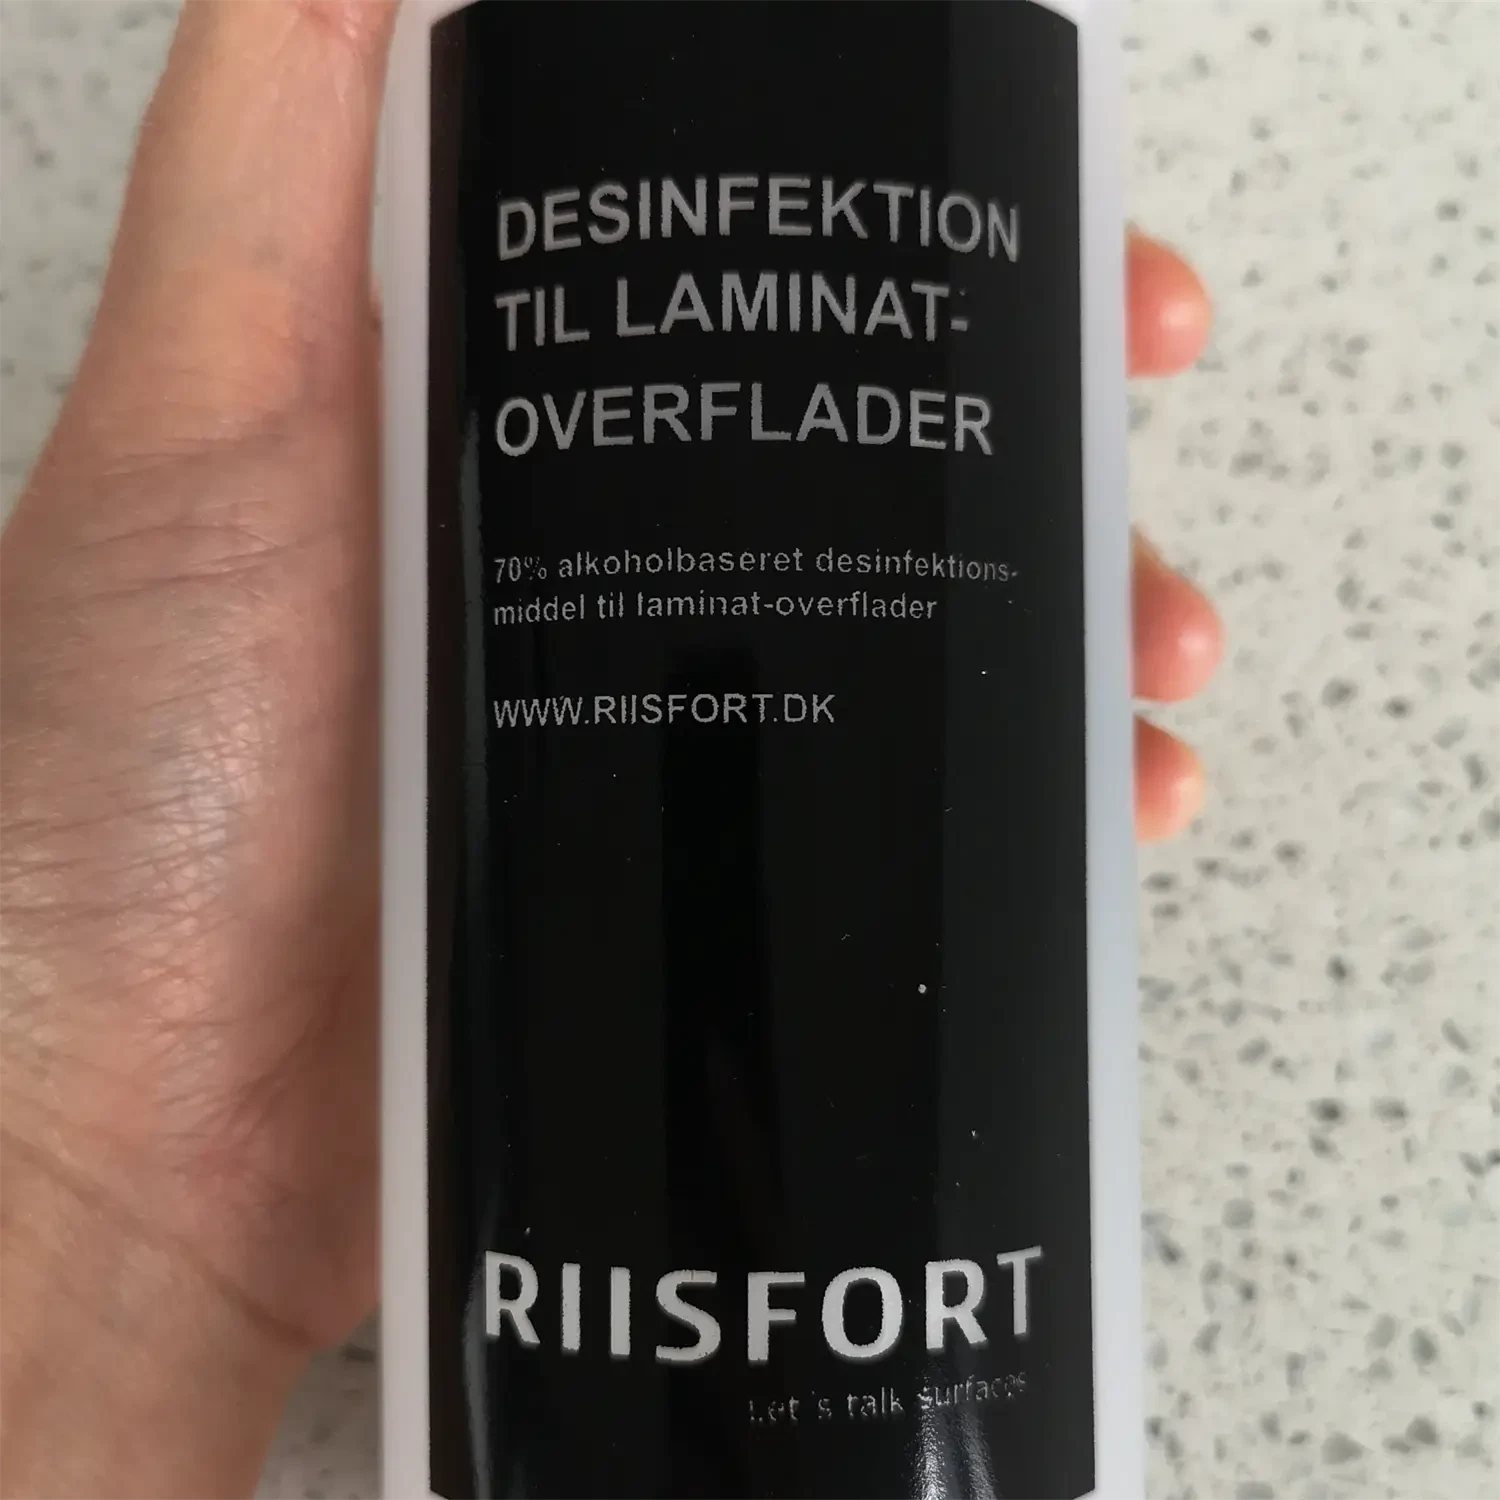 DESINFEKTION
TIL LAMINAT-
OVERFLADER
70% alkoholbaseret desinfektions-
middel til laminat-overflader
WWW.RIISFORT.DK
RIISFORT
Let´s talk surfaces